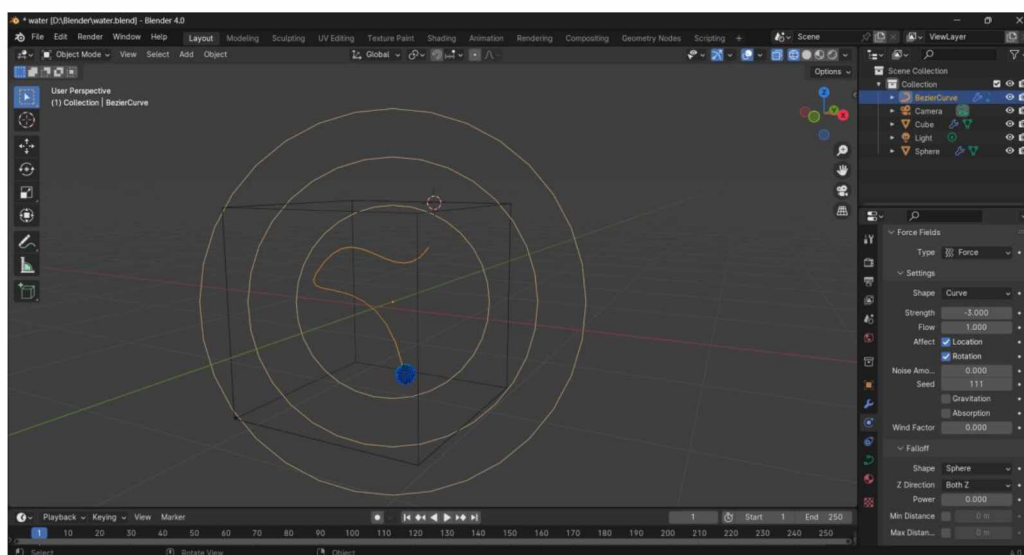 * water [D:\Blender\water.blend] - Blender 4.0
File Edit Render Window Help Layout Modeling Sculpting UV Editing Texture Paint Shading Animation Rendering Compositing Geometry Nodes Scripting + Scene ViewLayer
Object Mode View Select Add Object Global
Options
User Perspective
(1) Collection | BezierCurve
Z
Y
X
Scene Collection
Collection
BezierCurve
Camera
Cube
Light
Sphere
Force Fields
Type Force
Settings
Shape Curve
Strength -3.000
Flow 1.000
Affect Location
Rotation
Noise Amo... 0.000
Seed 111
Gravitation
Absorption
Wind Factor 0.000
Falloff
Shape Sphere
Z Direction Both Z
Power 0.000
Min Distance 0 m
Max Distan... 0 m
Playback Keying View Marker 1 Start 1 End 250
1 10 20 30 40 50 60 70 80 90 100 110 120 130 140 150 160 170 180 190 200 210 220 230 240 250
Select Rotate View Object